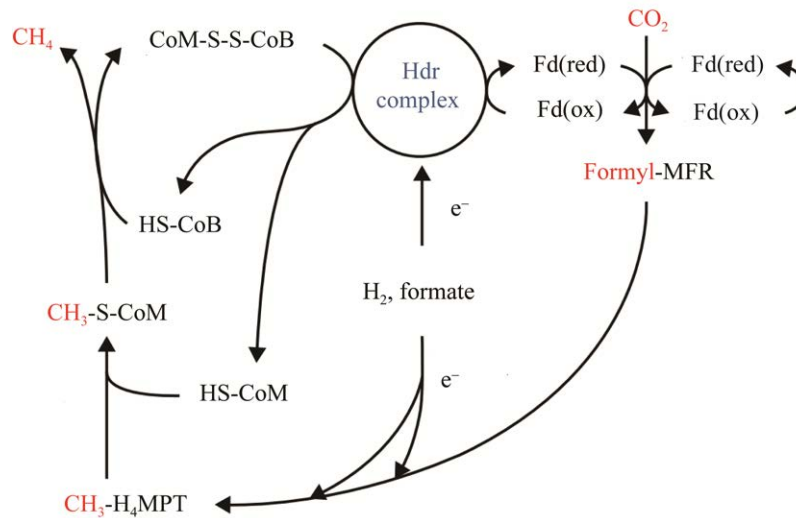 CH₄
CoM-S-S-CoB
Hdr
complex
Fd(red)
Fd(ox)
CO₂
Fd(red)
Fd(ox)
Formyl-MFR
HS-CoB
e⁻
H₂, formate
CH₃-S-CoM
HS-CoM
e⁻
CH₃-H₄MPT